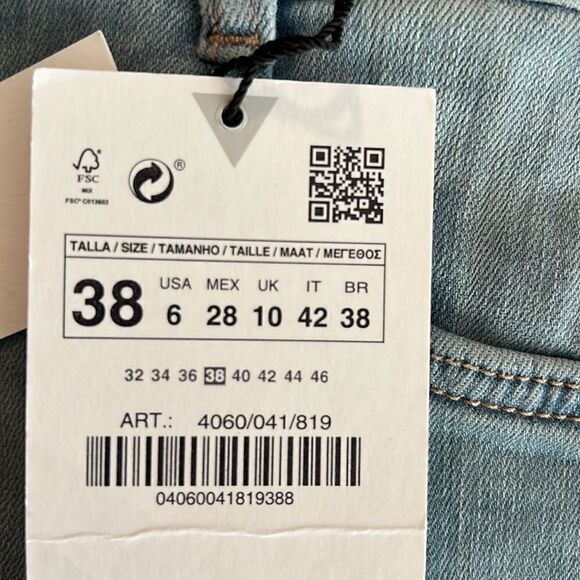 FSC
MIX
FSC® C013603
®
TALLA / SIZE / TAMANHO / TAILLE / MAAT / ΜΕΓΕΘΟΣ
38 USA MEX UK IT BR
6 28 10 42 38
32 34 36 38 40 42 44 46
ART.: 4060/041/819
04060041819388